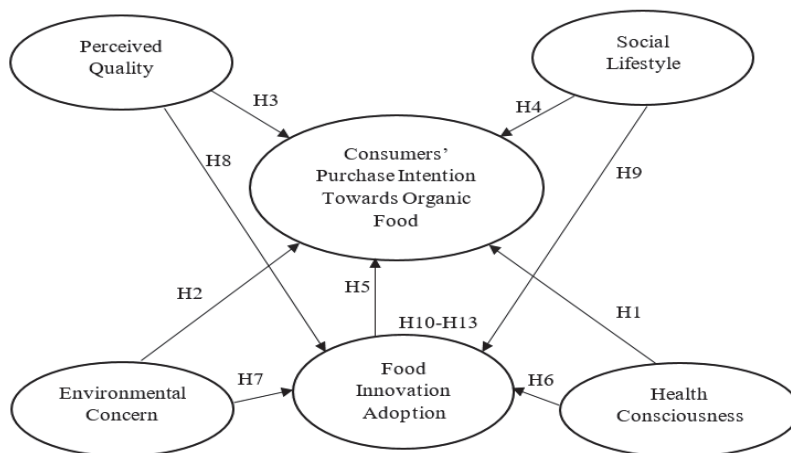 Perceived
Quality
Social
Lifestyle
H3
H4
Consumers’
Purchase Intention
Towards Organic
Food
H8
H9
H2
H5
H1
H10-H13
Environmental
Concern
H7
Food
Innovation
Adoption
H6
Health
Consciousness